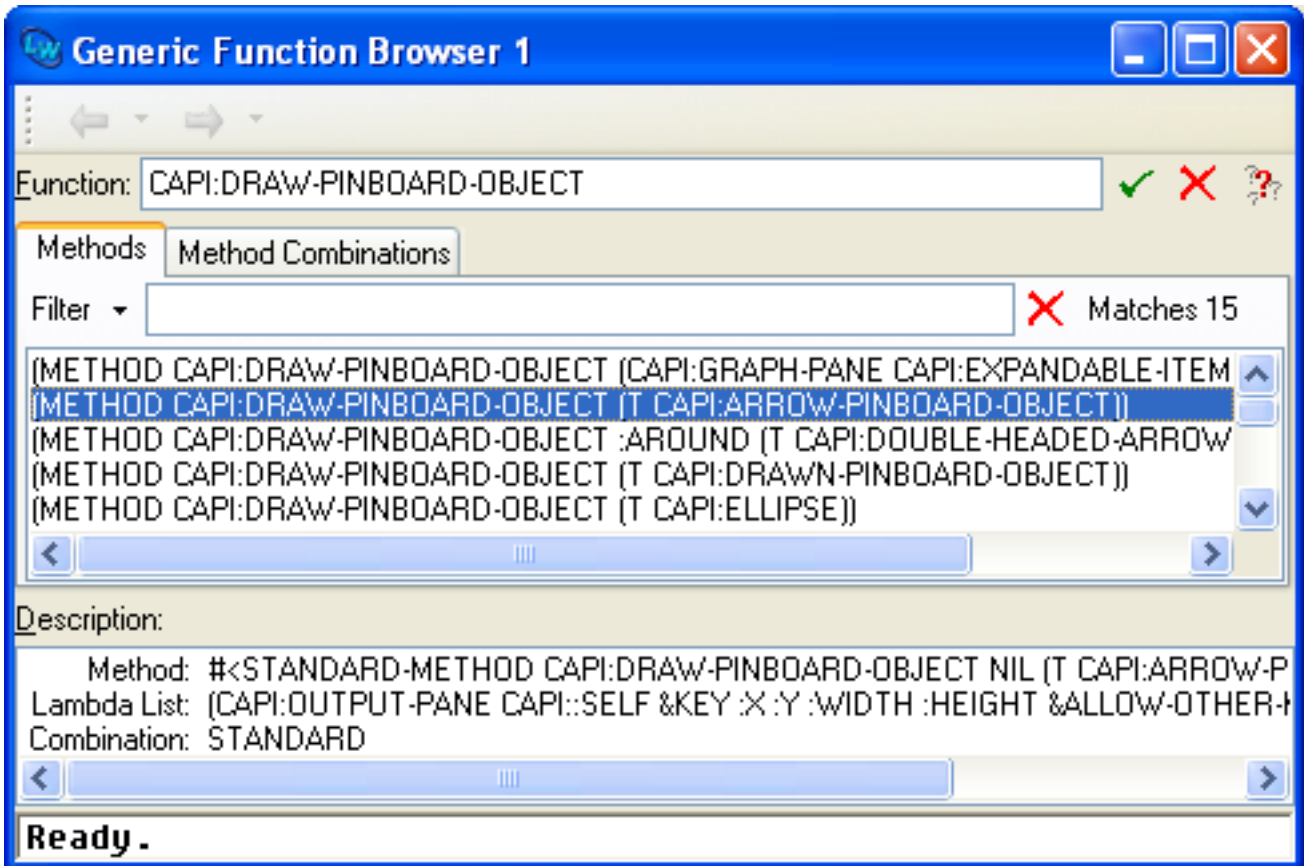 Generic Function Browser 1
Function: CAPI:DRAW-PINBOARD-OBJECT
Methods Method Combinations
Filter Matches 15
(METHOD CAPI:DRAW-PINBOARD-OBJECT (CAPI:GRAPH-PANE CAPI:EXPANDABLE-ITEM
(METHOD CAPI:DRAW-PINBOARD-OBJECT (T CAPI:ARROW-PINBOARD-OBJECT))
(METHOD CAPI:DRAW-PINBOARD-OBJECT :AROUND (T CAPI:DOUBLE-HEADED-ARROW
(METHOD CAPI:DRAW-PINBOARD-OBJECT (T CAPI:DRAWN-PINBOARD-OBJECT))
(METHOD CAPI:DRAW-PINBOARD-OBJECT (T CAPI:ELLIPSE))
Description:
Method: #<STANDARD-METHOD CAPI:DRAW-PINBOARD-OBJECT NIL (T CAPI:ARROW-P
Lambda List: (CAPI:OUTPUT-PANE CAPI::SELF &KEY :X :Y :WIDTH :HEIGHT &ALLOW-OTHER-
Combination: STANDARD
Ready.